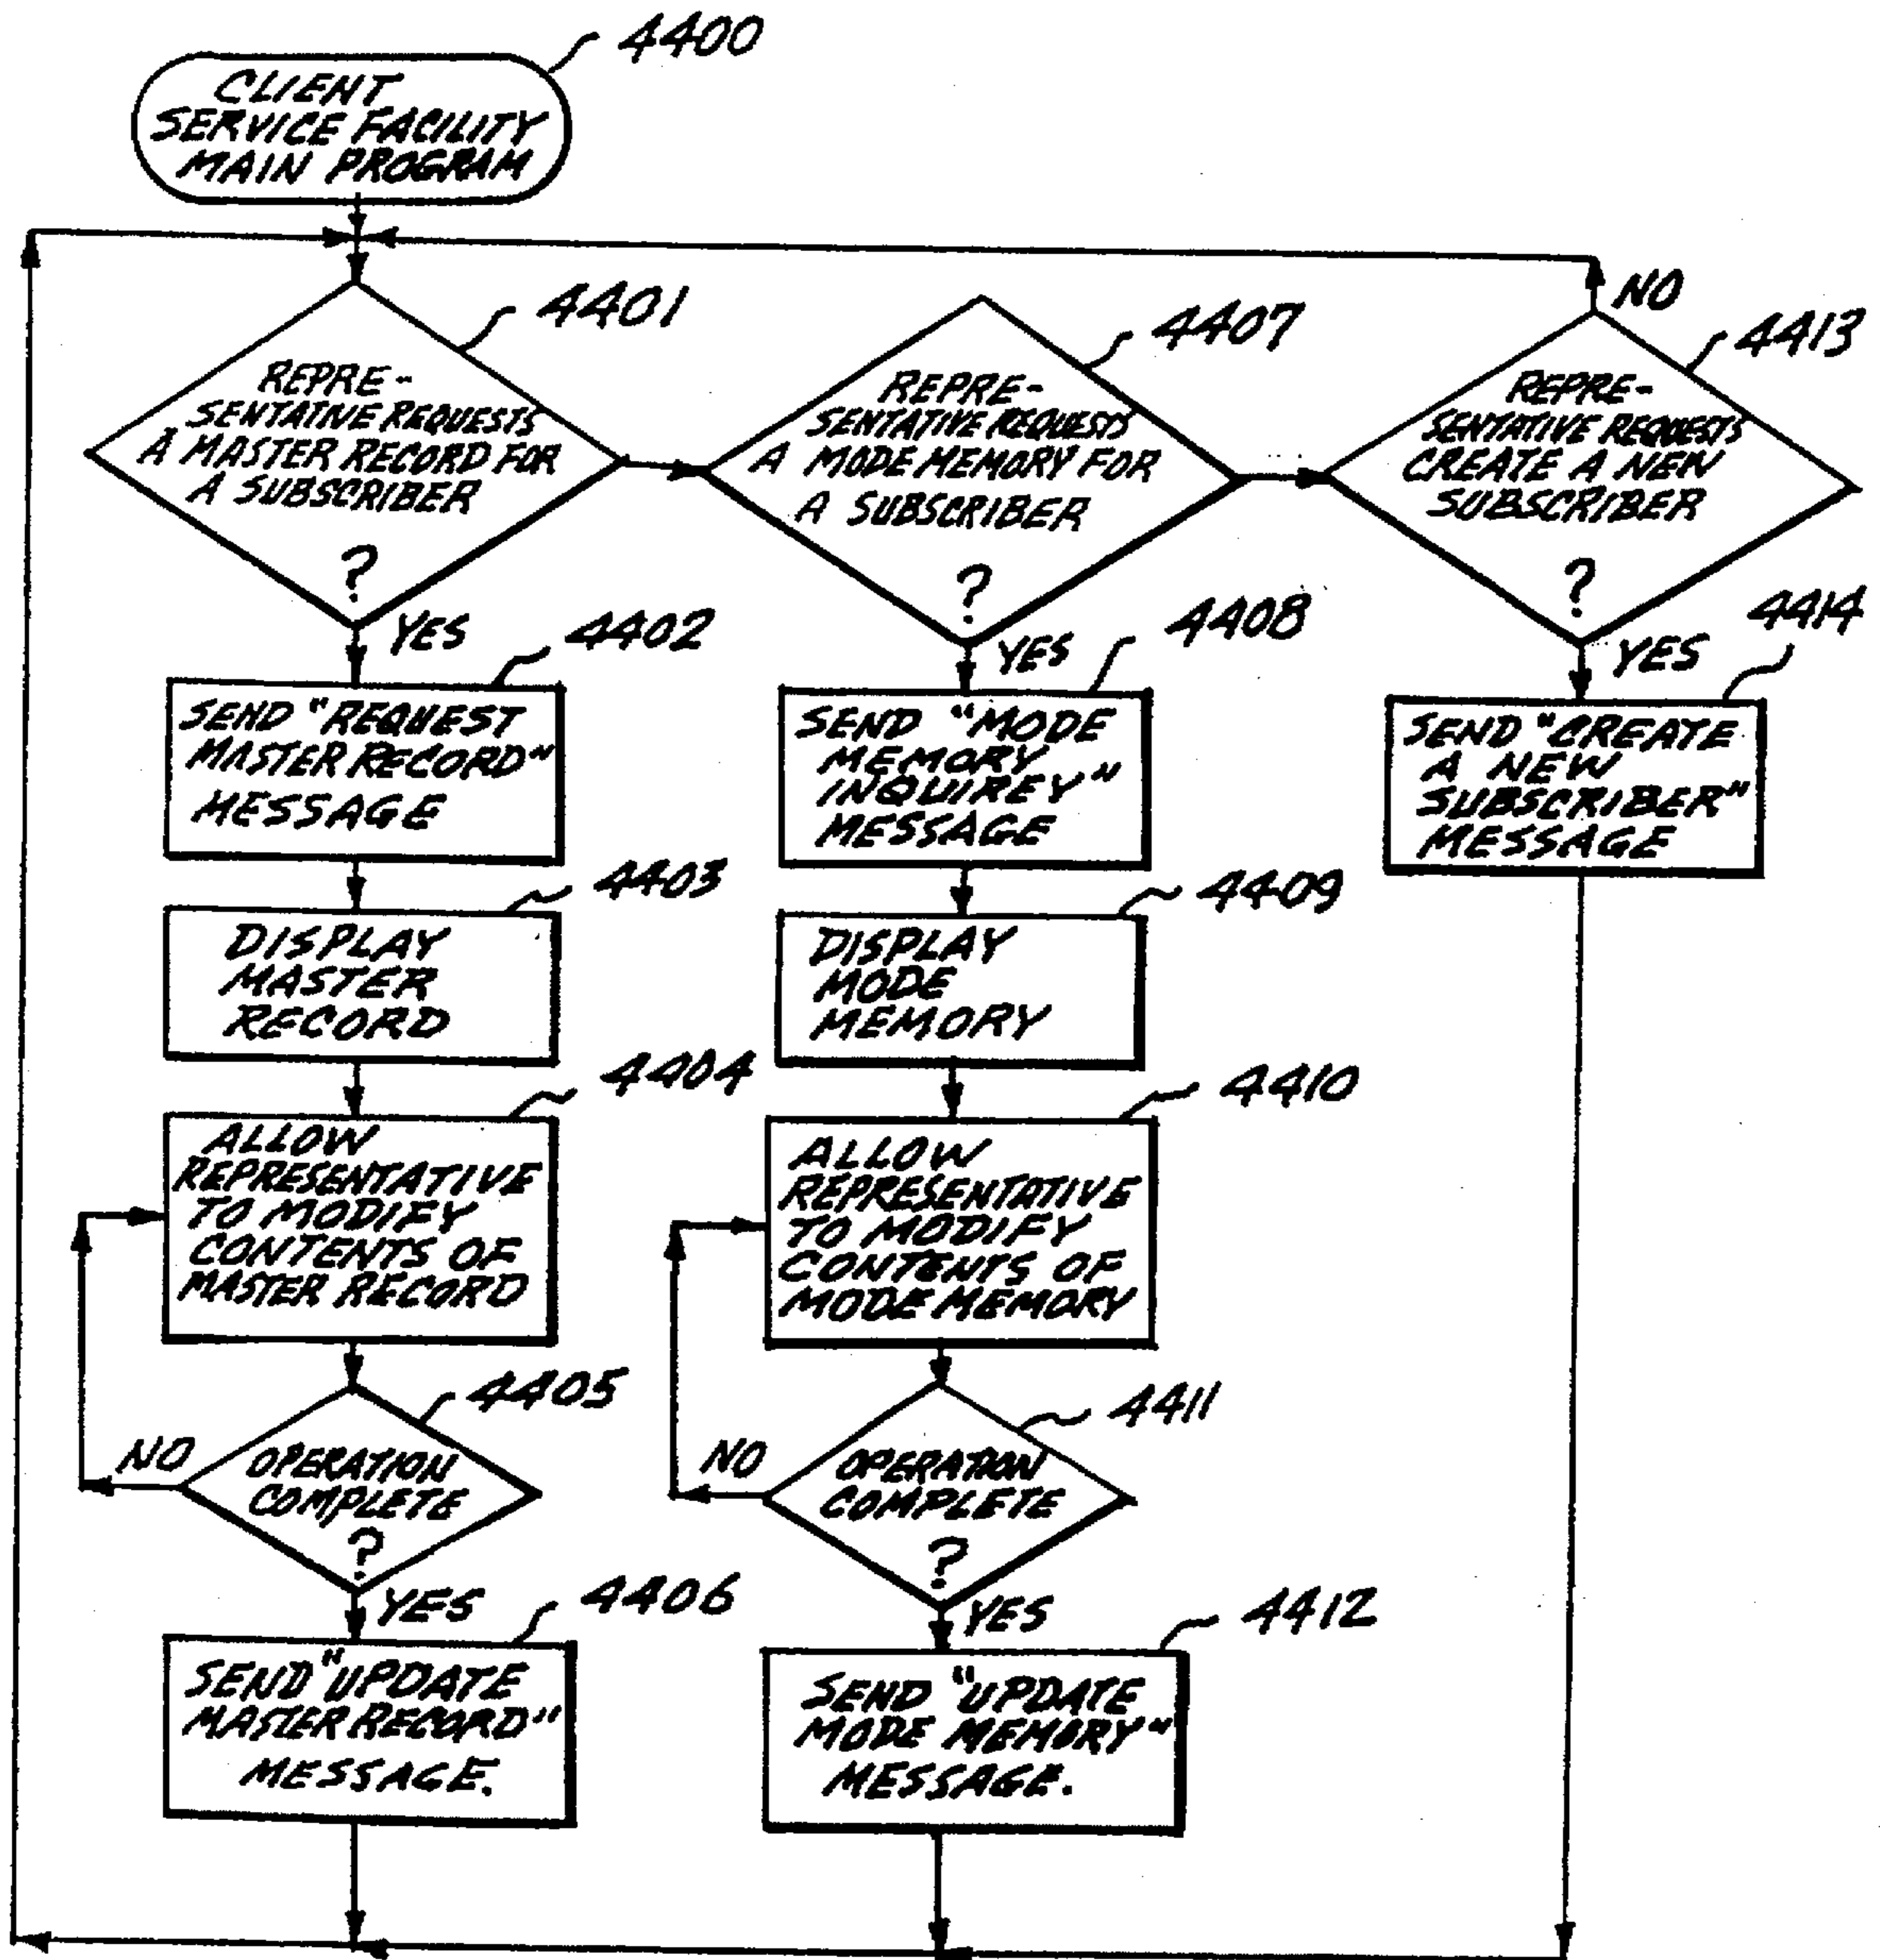 4400
CLIENT
SERVICE FACILITY
MAIN PROGRAM
4401
REPRE-
SENTATIVE REQUESTS
A MASTER RECORD FOR
A SUBSCRIBER
?
YES
4407
REPRE-
SENTATIVE REQUESTS
A MODE MEMORY FOR
A SUBSCRIBER
?
YES
NO
4413
REPRE-
SENTATIVE REQUESTS
CREATE A NEW
SUBSCRIBER
?
YES
4402
SEND "REQUEST
MASTER RECORD"
MESSAGE
4408
SEND "MODE
MEMORY
INQUIREY"
MESSAGE
4414
SEND "CREATE
A NEW
SUBSCRIBER"
MESSAGE
4403
DISPLAY
MASTER
RECORD
4409
DISPLAY
MODE
MEMORY
4404
ALLOW
REPRESENTATIVE
TO MODIFY
CONTENTS OF
MASTER RECORD
4410
ALLOW
REPRESENTATIVE
TO MODIFY
CONTENTS OF
MODE MEMORY
4405
NO
OPERATION
COMPLETE
?
YES
4411
NO
OPERATION
COMPLETE
?
YES
4406
SEND "UPDATE
MASTER RECORD"
MESSAGE.
4412
SEND "UPDATE
MODE MEMORY"
MESSAGE.